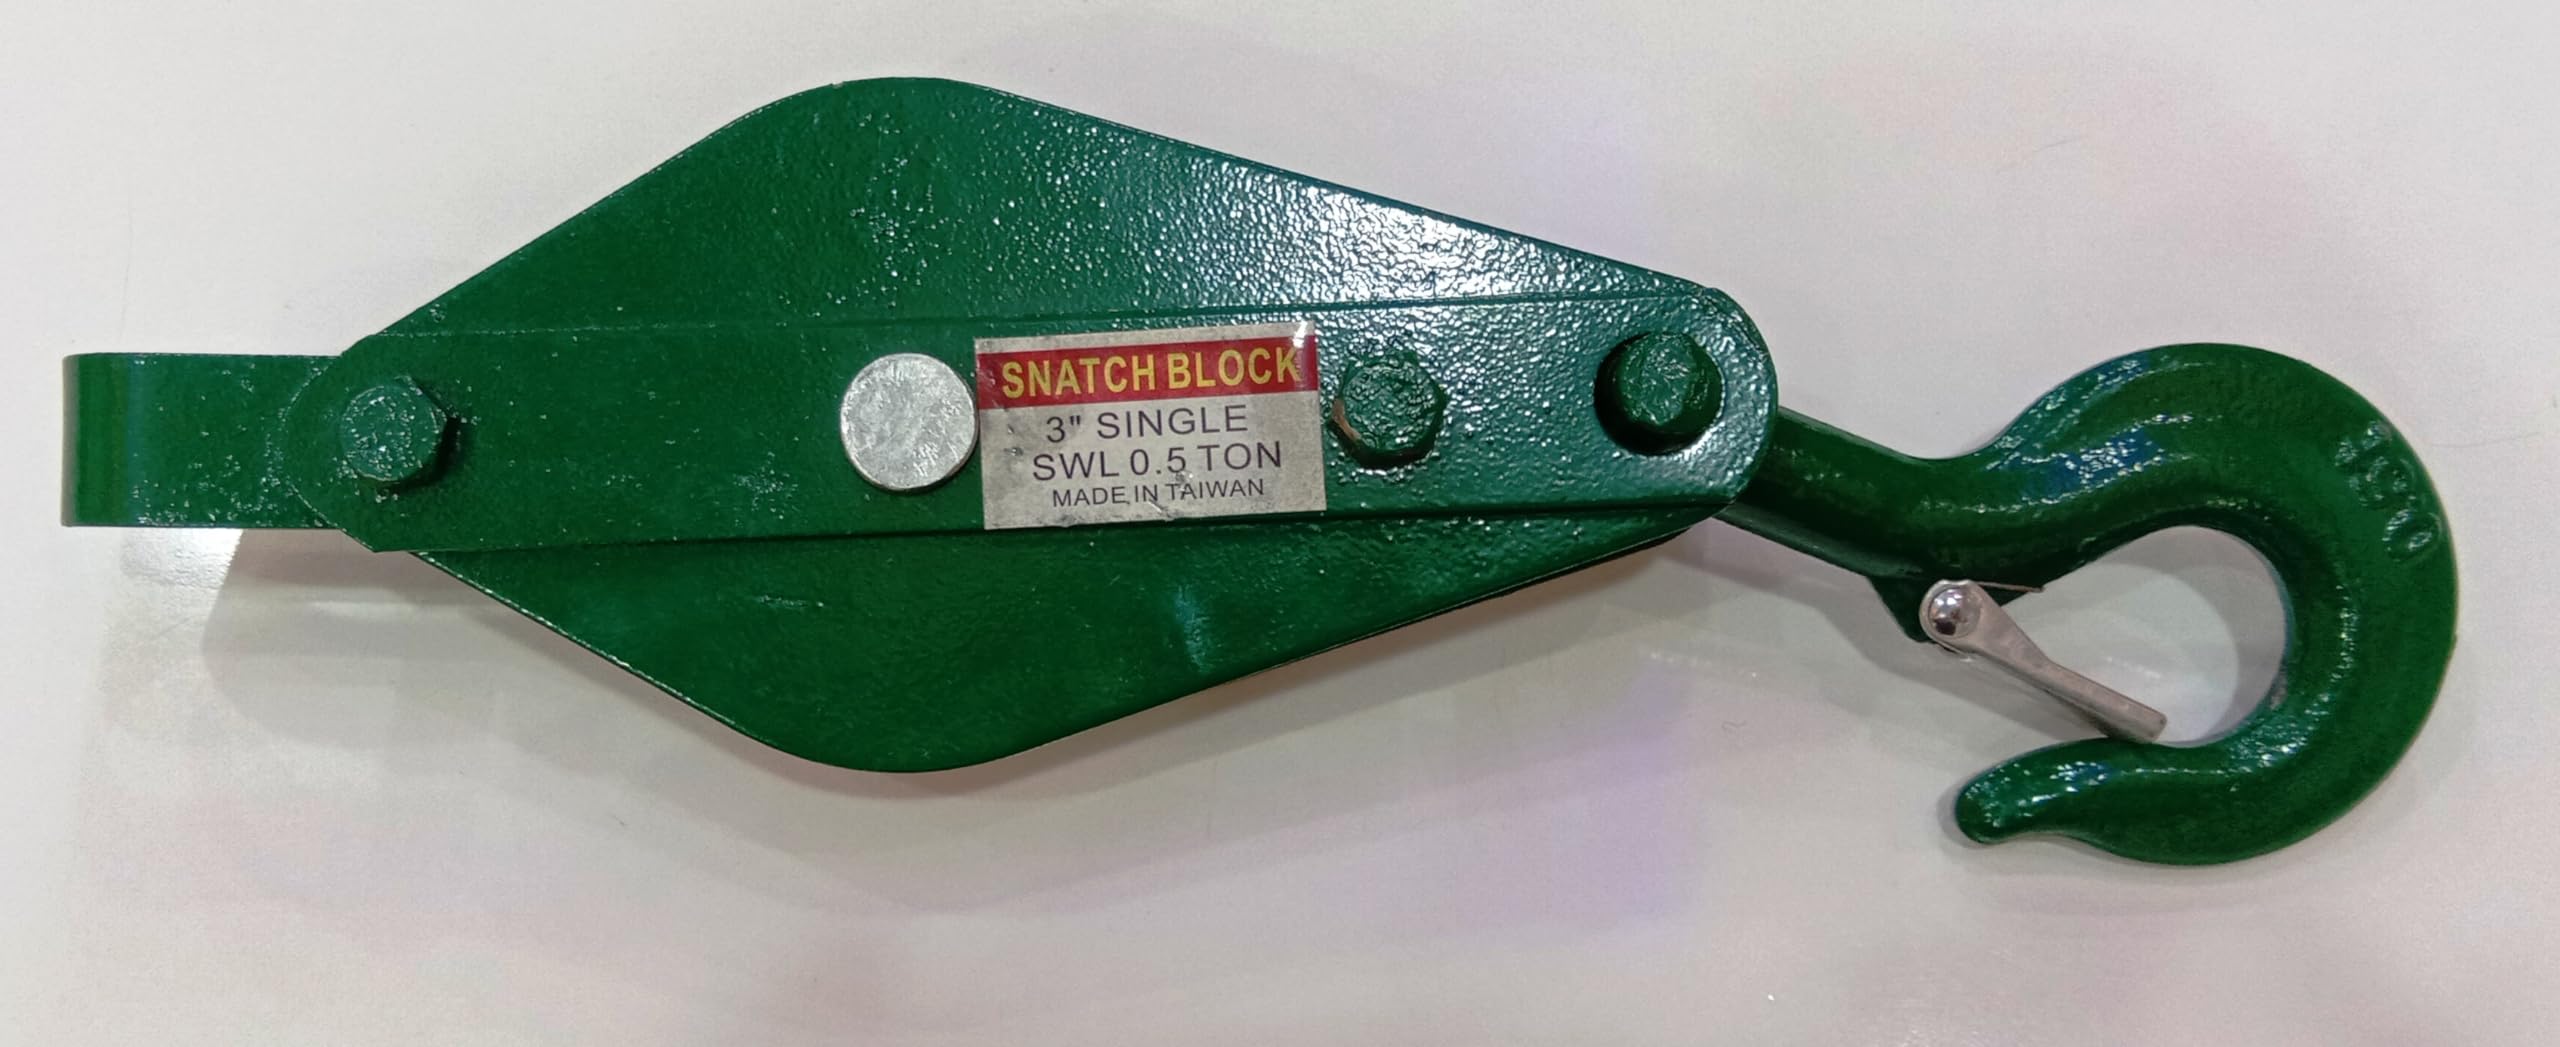 SNATCH BLOCK
3" SINGLE
SWL 0.5 TON
MADE IN TAIWAN